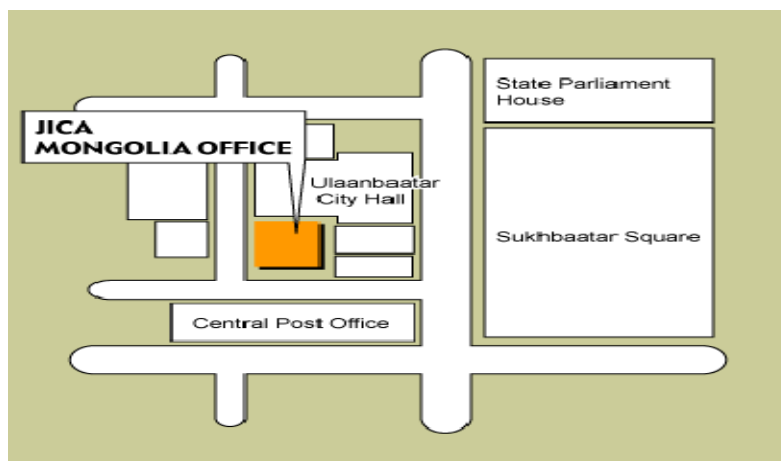 State Parliament
House
JICA
MONGOLIA OFFICE
Ulaanbaatar
City Hall
Sukhbaatar Square
Central Post Office